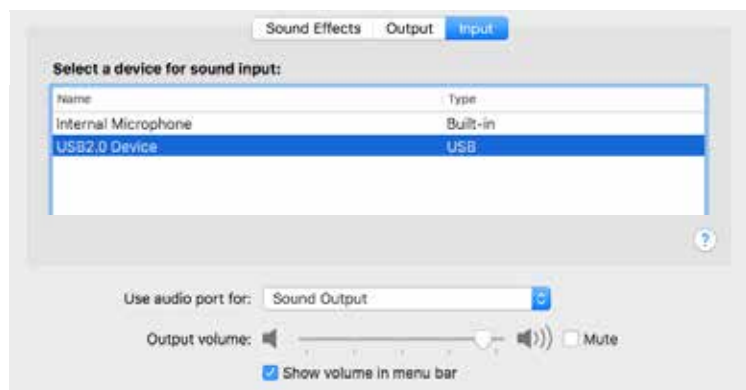 Sound Effects Output Input
Select a device for sound input:
Name Type
Internal Microphone Built-in
USB2.0 Device USB
?
Use audio port for: Sound Output
Output volume: Mute
Show volume in menu bar